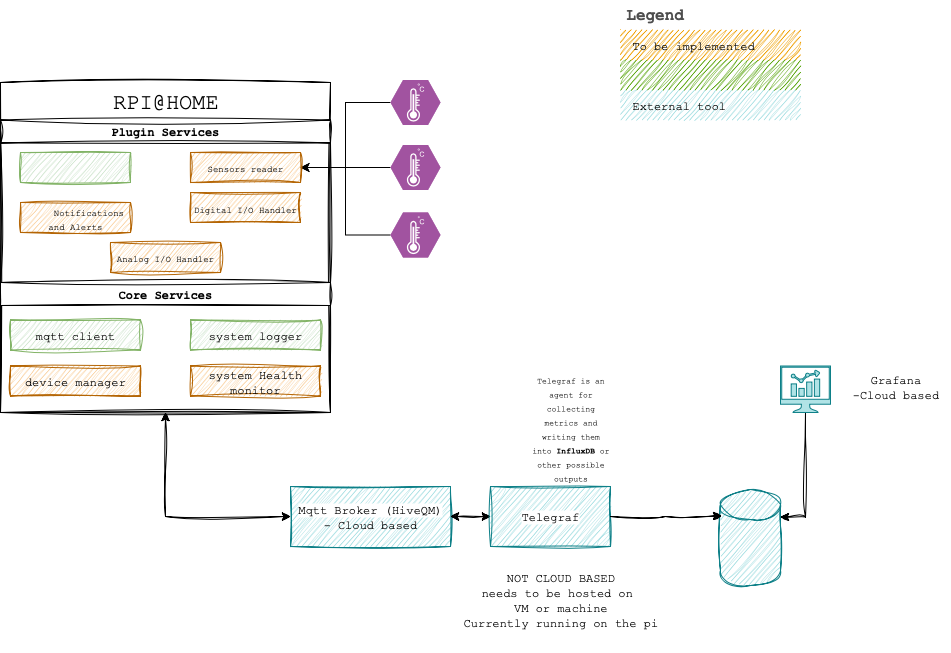 Legend
To be implemented
External tool
RPI@HOME
Plugin Services
Sensors reader
Notifications
and Alerts
Digital I/O Handler
Analog I/O Handler
Core Services
mqtt client
system logger
device manager
system Health
monitor
°C
°C
°C
Telegraf is an
agent for
collecting
metrics and
writing them
into InfluxDB or
other possible
outputs
Grafana
-Cloud based
Mqtt Broker (HiveQM)
- Cloud based
Telegraf
NOT CLOUD BASED
needs to be hosted on
VM or machine
Currently running on the pi